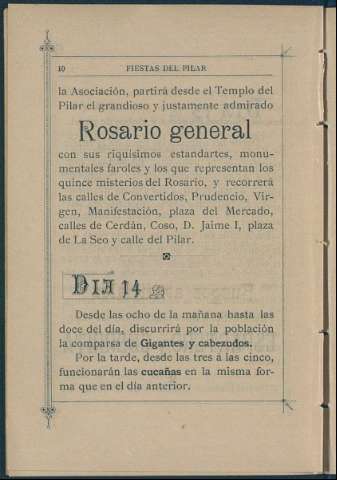 10 FIESTAS DEL PILAR
la Asociación, partirá desde el Templo del
Pilar el grandioso y justamente admirado
Rosario general
con sus riquísimos estandartes, monu-
mentales faroles y los que representan los
quince misterios del Rosario, y recorrerá
las calles de Convertidos, Prudencio, Vir-
gen, Manifestación, plaza del Mercado,
calles de Cerdán, Coso, D. Jaime I, plaza
de La Seo y calle del Pilar.
DIA 14
Desde las ocho de la mañana hasta las
doce del día, discurrirá por la población
la comparsa de Gigantes y cabezudos.
Por la tarde, desde las tres á las cinco,
funcionarán las cucañas en la misma for-
ma que en el día anterior.